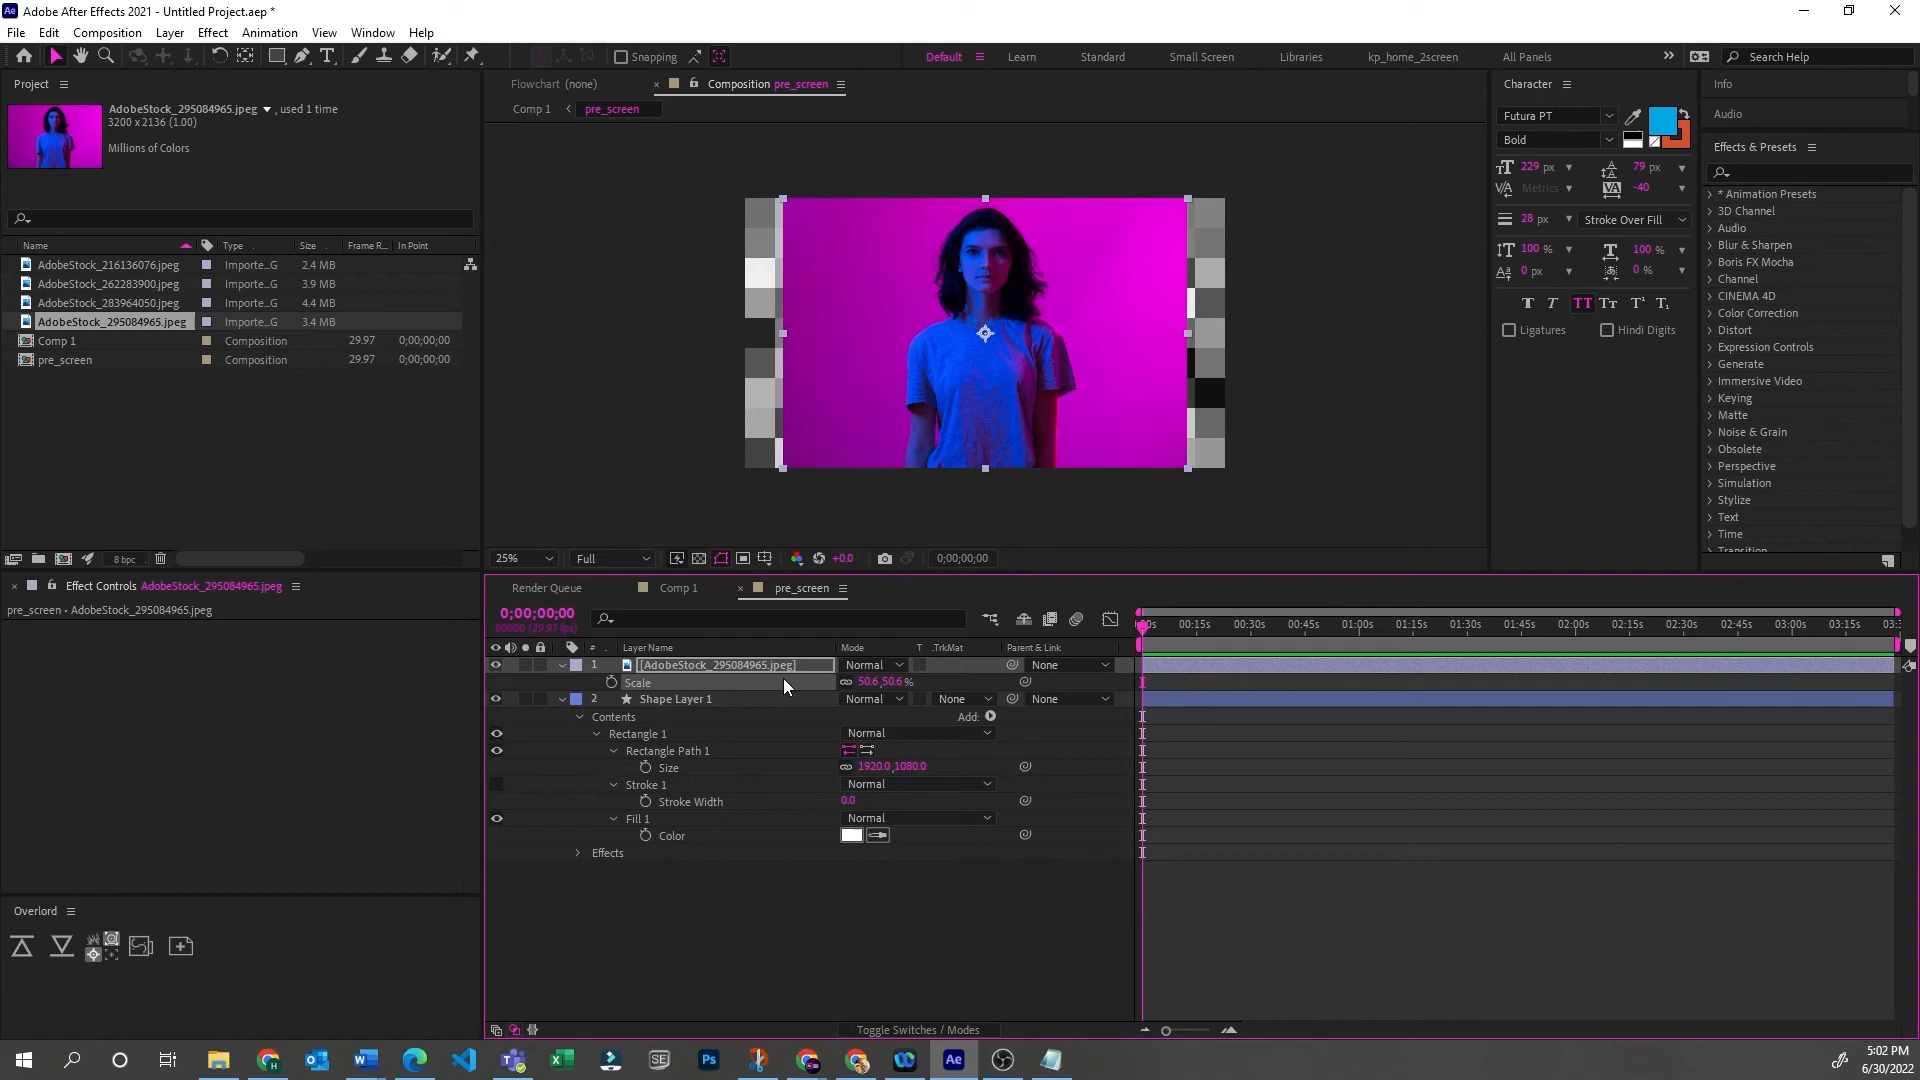 Adobe After Effects 2021 - Untitled Project.aep *
File Edit Composition Layer Effect Animation View Window Help
Snapping Default Learn Standard Small Screen Libraries kp_home_2screen All Panels Search Help
Project
AdobeStock_295084965.jpeg , used 1 time
3200 x 2136 (1.00)
Millions of Colors
Name Type Size Frame R... In Point
AdobeStock_216136076.jpeg Importe...G 2.4 MB
AdobeStock_262283900.jpeg Importe...G 3.9 MB
AdobeStock_283964050.jpeg Importe...G 4.4 MB
AdobeStock_295084965.jpeg Importe...G 3.4 MB
Comp 1 Composition 29.97 0;00;00;00
pre_screen Composition 29.97 0;00;00;00
8 bpc
Flowchart (none) Composition pre_screen
Comp 1 pre_screen
25% Full +0.0 0;00;00;00
Character
Futura PT
Bold
229 px 79 px
Metrics -40
28 px Stroke Over Fill
100 % 100 %
0 px 0 %
Ligatures Hindi Digits
Info
Audio
Effects & Presets
* Animation Presets
3D Channel
Audio
Blur & Sharpen
Boris FX Mocha
Channel
CINEMA 4D
Color Correction
Distort
Expression Controls
Generate
Immersive Video
Keying
Matte
Noise & Grain
Obsolete
Perspective
Simulation
Stylize
Text
Time
Transition
Effect Controls AdobeStock_295084965.jpeg
pre_screen • AdobeStock_295084965.jpeg
Overlord
Render Queue Comp 1 pre_screen
0;00;00;00
00000 (29.97 fps)
00s 00:15s 00:30s 00:45s 01:00s 01:15s 01:30s 01:45s 02:00s 02:15s 02:30s 02:45s 03:00s 03:15s 03:3
# Layer Name Mode T .TrkMat Parent & Link
1 [AdobeStock_295084965.jpeg] Normal None
Scale 50.6,50.6 %
2 Shape Layer 1 Normal None None
Contents Add:
Rectangle 1 Normal
Rectangle Path 1
Size 1920.0,1080.0
Stroke 1 Normal
Stroke Width 0.0
Fill 1 Normal
Color
Effects
Toggle Switches / Modes
5:02 PM
6/30/2022